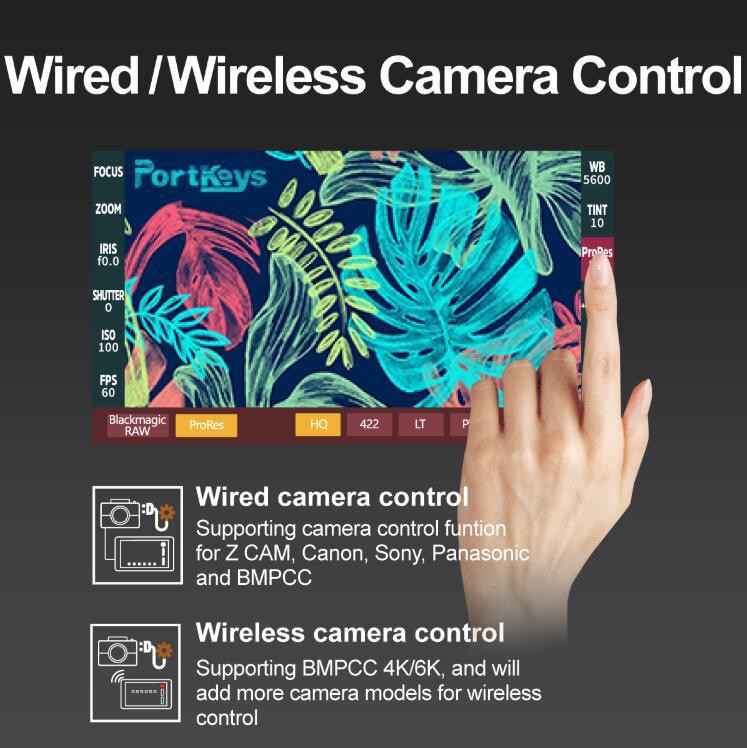 Wired / Wireless Camera Control
PortKeys
FOCUS
ZOOM
IRIS
f0.0
SHUTTER
0
ISO
100
FPS
60
WB
5600
TINT
10
ProRes
Blackmagic
RAW
ProRes
HQ
422
LT
Wired camera control
Supporting camera control funtion
for Z CAM, Canon, Sony, Panasonic
and BMPCC
Wireless camera control
Supporting BMPCC 4K/6K, and will
add more camera models for wireless
control